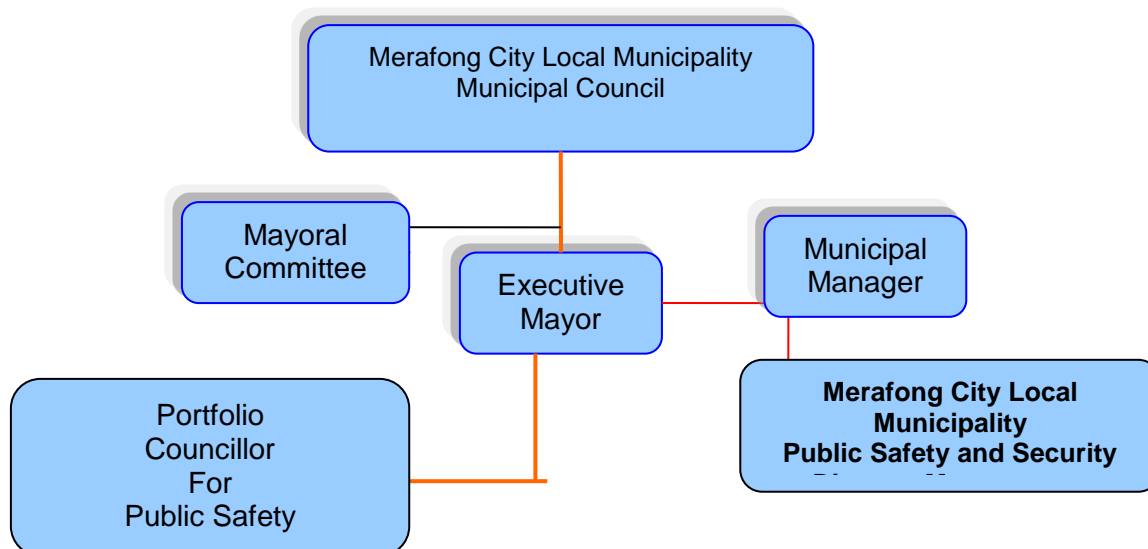 Merafong City Local Municipality
Municipal Council
Mayoral
Committee
Executive
Mayor
Municipal
Manager
Portfolio
Councillor
For
Public Safety
Merafong City Local
Municipality
Public Safety and Security